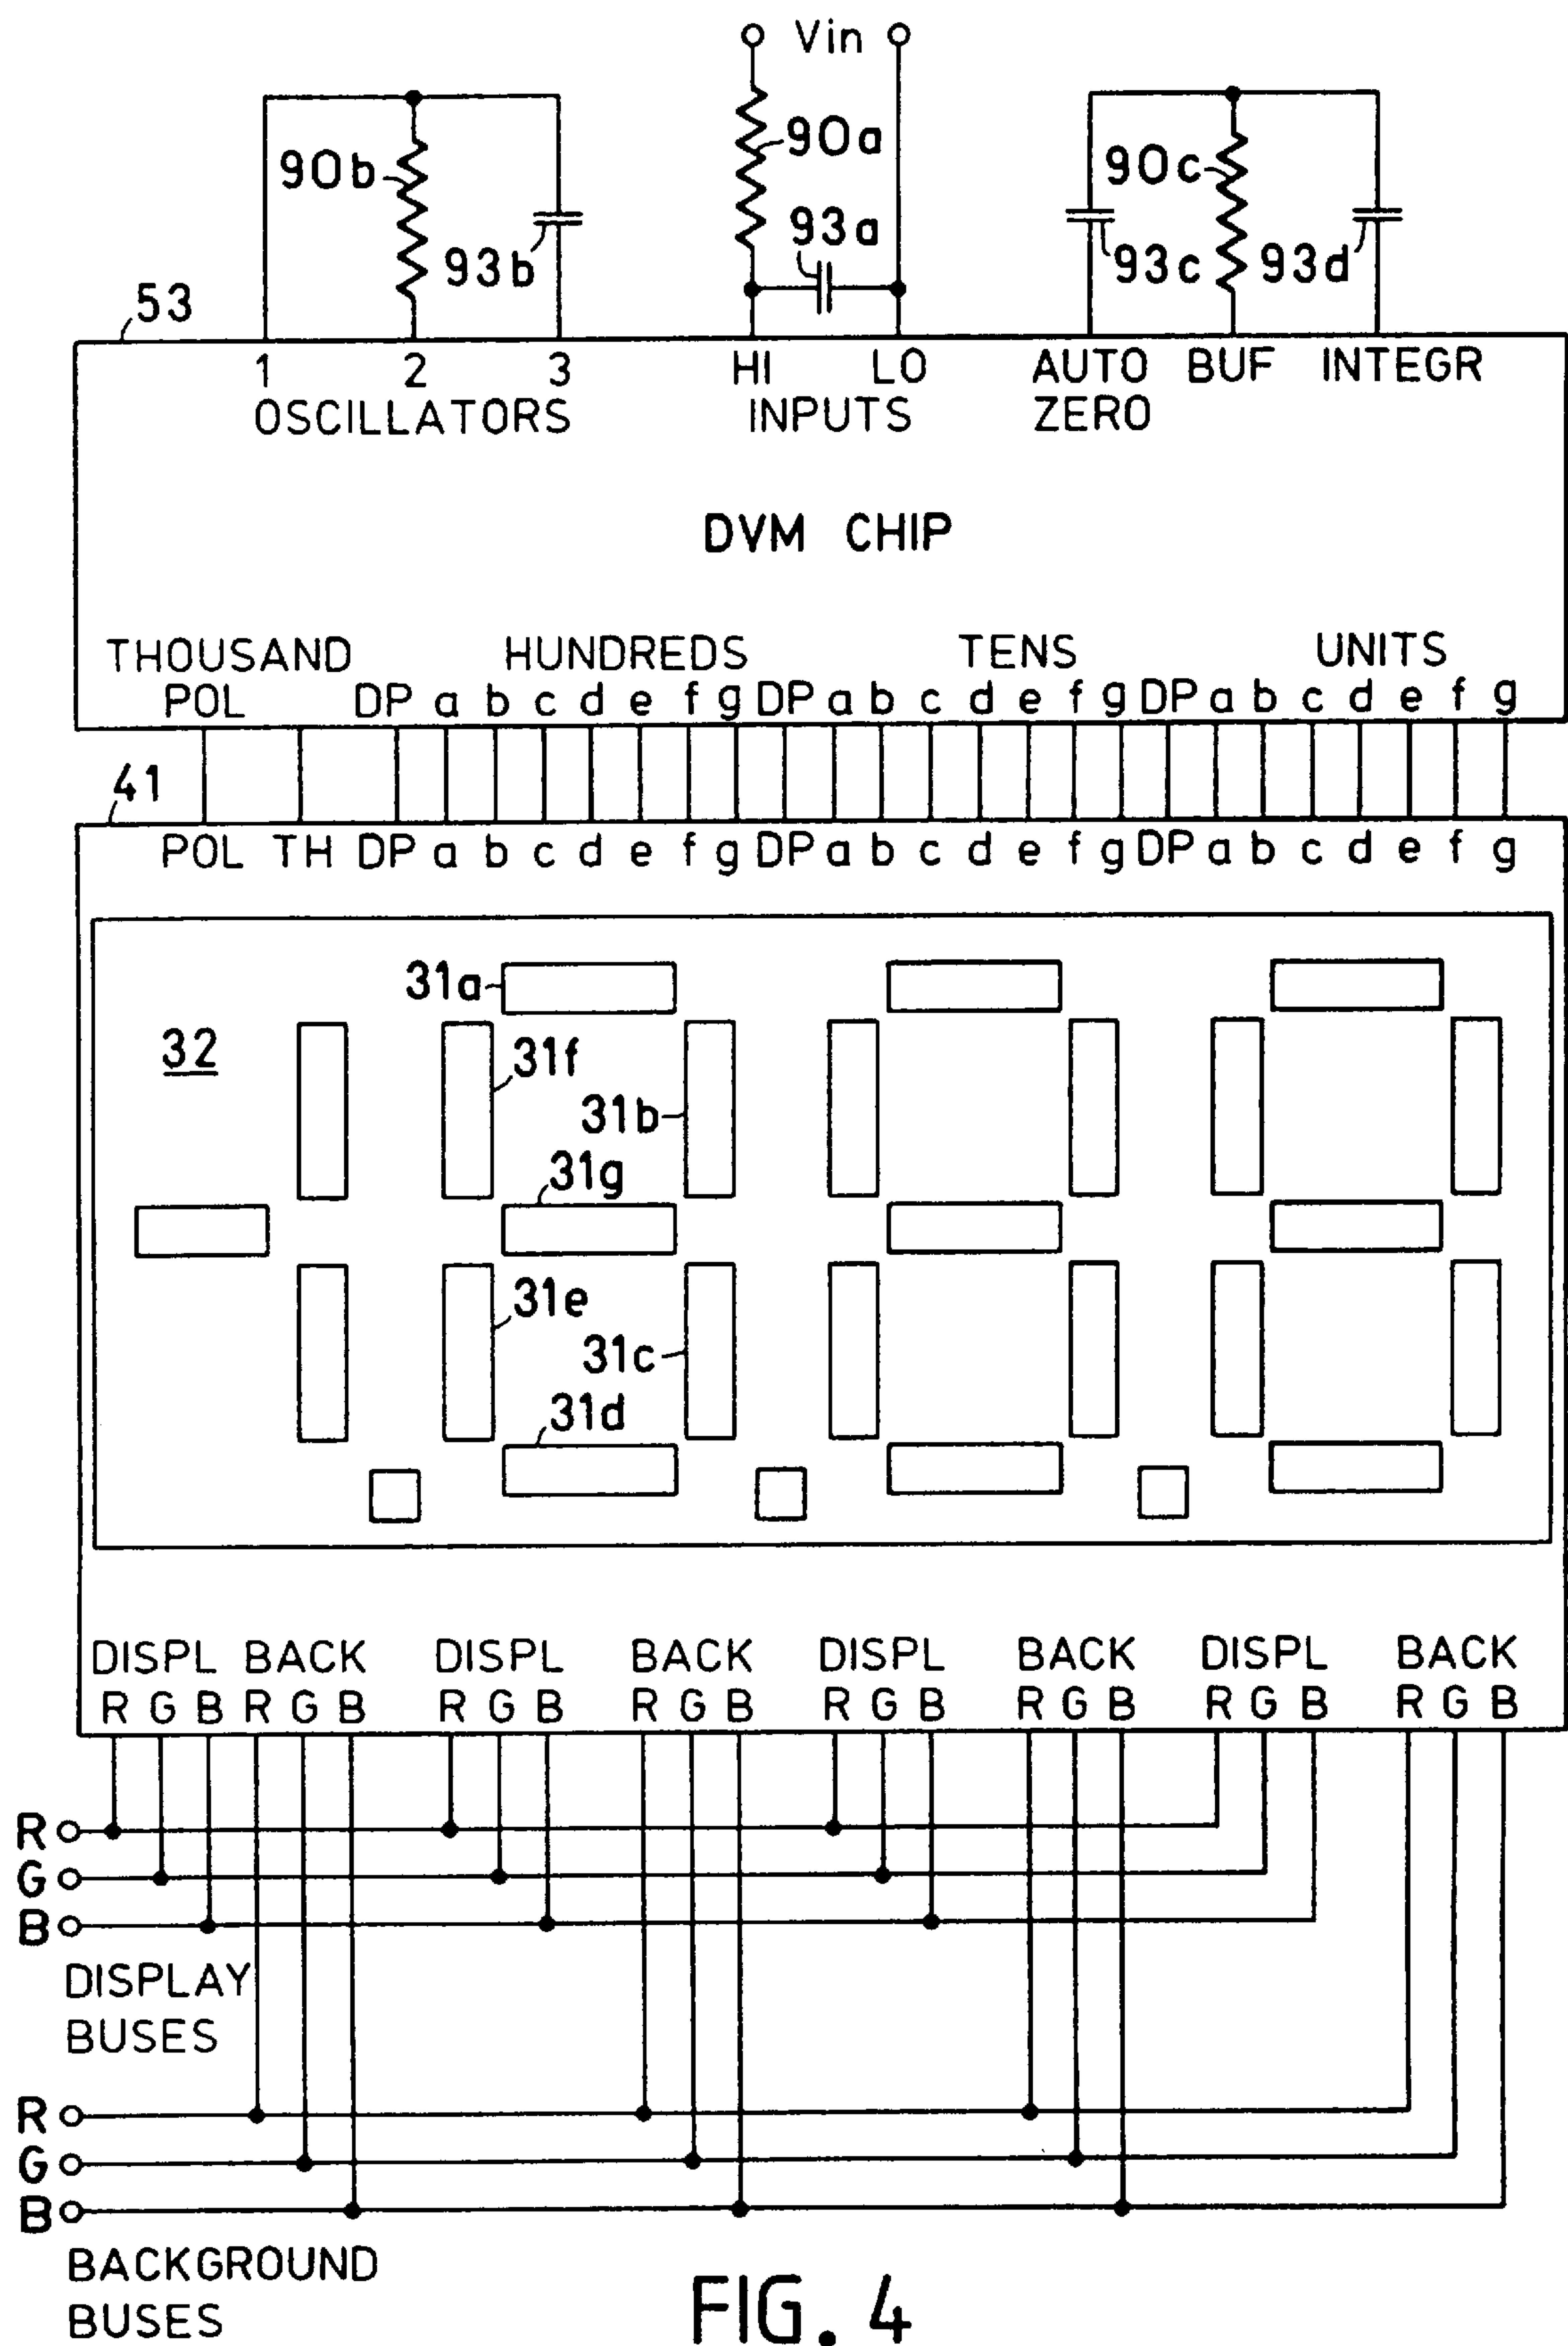 Vin
90b 90a 90c
93b 93a 93c 93d
53
1 2 3 HI LO AUTO BUF INTEGR
OSCILLATORS INPUTS ZERO
DVM CHIP
THOUSAND HUNDREDS TENS UNITS
POL DP a b c d e f g DP a b c d e f g DP a b c d e f g
41
POL TH DP a b c d e f g DP a b c d e f g DP a b c d e f g
31a
32 31f
31b
31g
31e
31c
31d
DISPL BACK DISPL BACK DISPL BACK DISPL BACK
R G B R G B R G B R G B R G B R G B R G B R G B
R
G
B
DISPLAY
BUSES
R
G
B
BACKGROUND
BUSES
FIG. 4